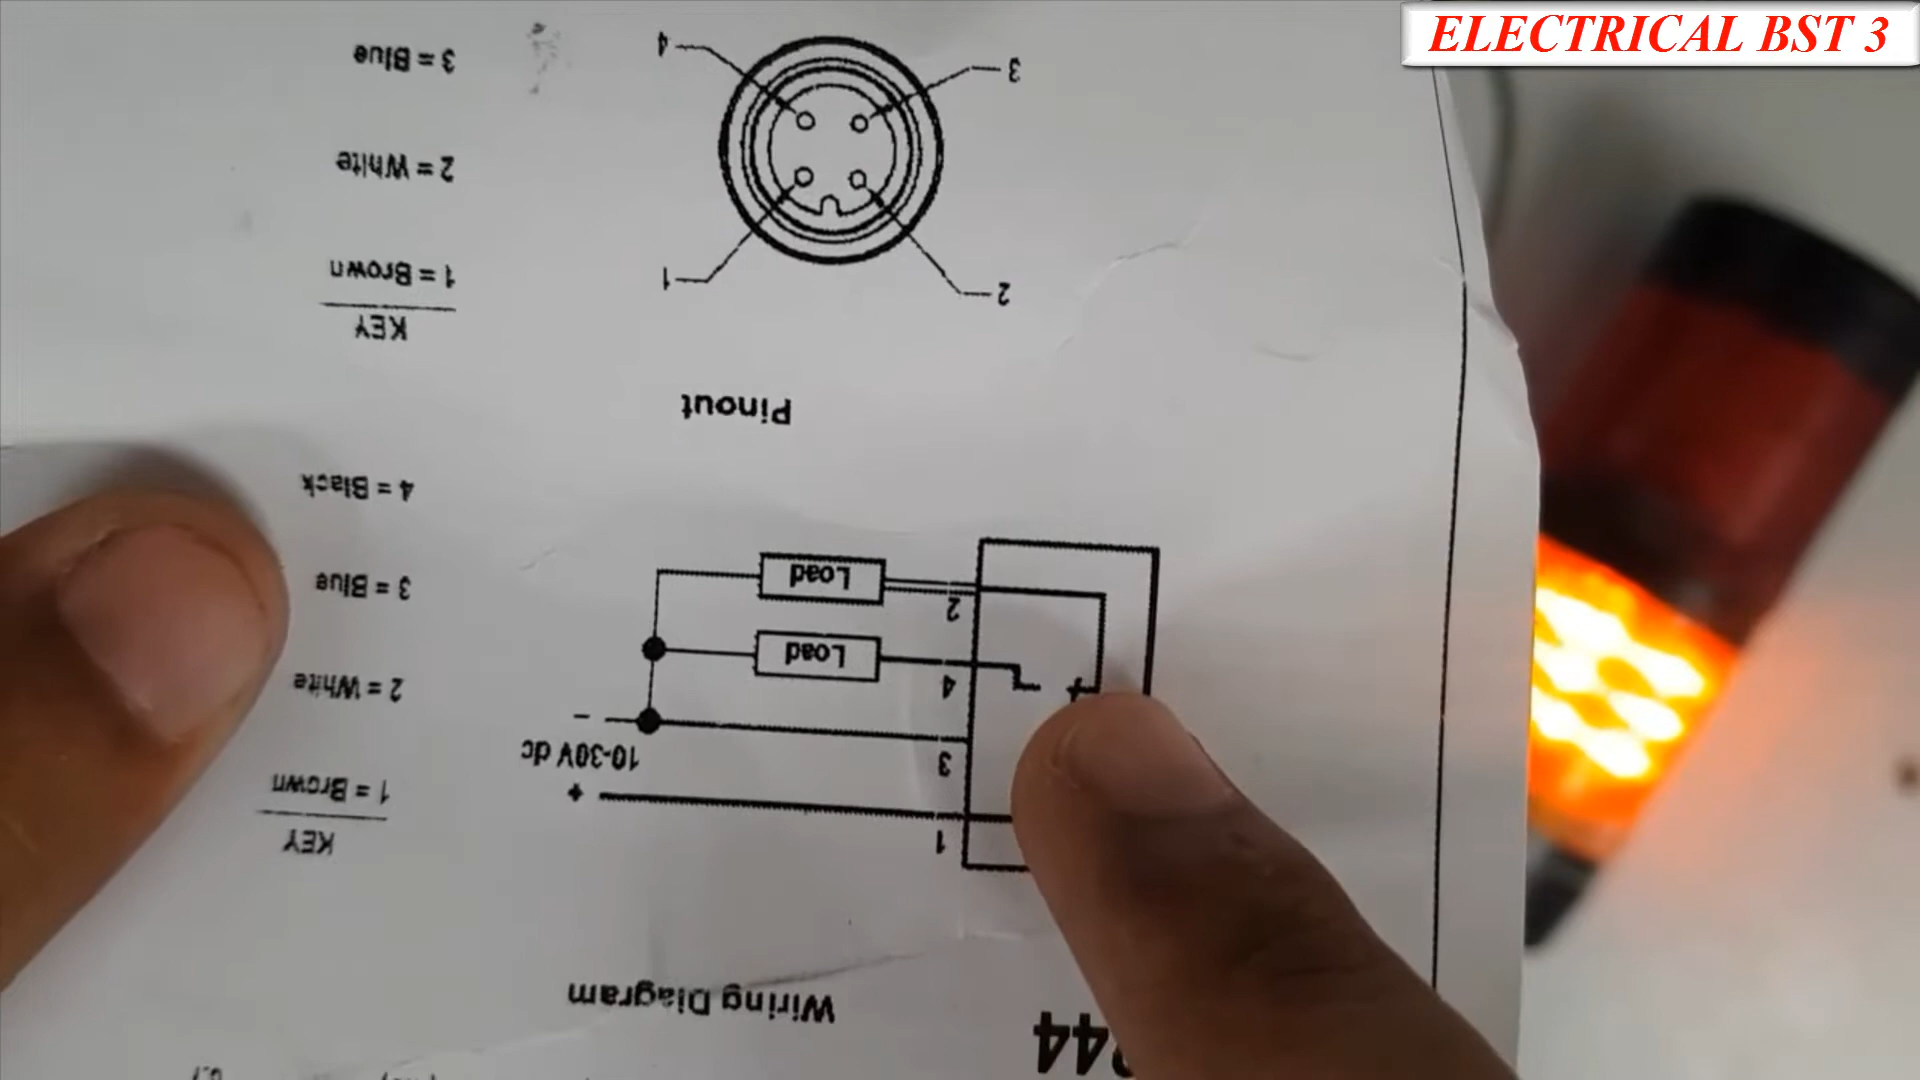 ELECTRICAL BST 3
44
Wiring Diagram
KEY
1 = Brown
2 = White
3 = Blue
4 = Black
1
+
10-30V dc
3
–
4
Load
2
Load
Pinout
KEY
1 = Brown
2 = White
3 = Blue
2
1
3
4